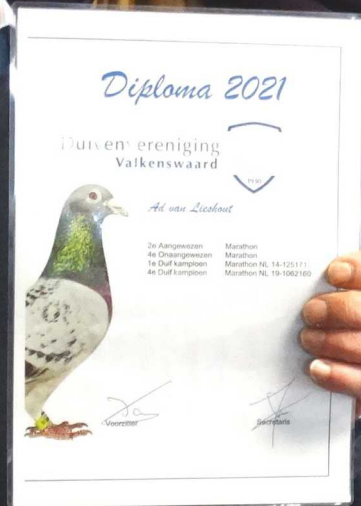 Diploma 2021
Duivenvereniging
Valkenswaard
Ad van Lieshout
2e Aangewezen Marathon
4e Onaangewezen Marathon
1e Duif kampioen Marathon NL 14-125171
4e Duif kampioen Marathon NL 19-1062160
Voorzitter
Secretaris